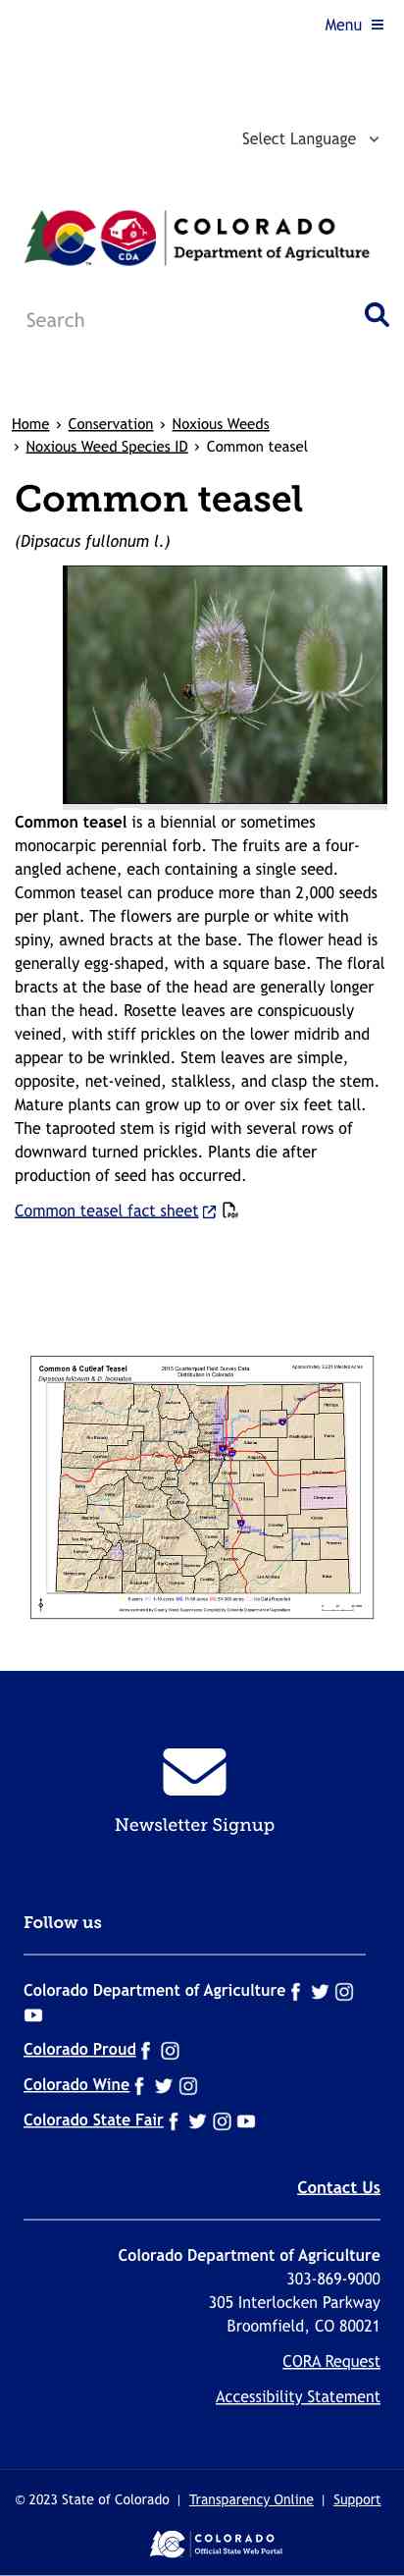 Menu
Select Language
COLORADO
CDA
Department of Agriculture
Search
Home > Conservation > Noxious Weeds
> Noxious Weed Species ID > Common teasel
Common teasel
(Dipsacus fullonum l.)
Common teasel is a biennial or sometimes
monocarpic perennial forb. The fruits are a four-
angled achene, each containing a single seed.
Common teasel can produce more than 2,000 seeds
per plant. The flowers are purple or white with
spiny, awned bracts at the base. The flower head is
generally egg-shaped, with a square base. The floral
bracts at the base of the head are generally longer
than the head. Rosette leaves are conspicuously
veined, with stiff prickles on the lower midrib and
appear to be wrinkled. Stem leaves are simple,
opposite, net-veined, stalkless, and clasp the stem.
Mature plants can grow up to or over six feet tall.
The taprooted stem is rigid with several rows of
downward turned prickles. Plants die after
production of seed has occurred.
Common teasel fact sheet PDF
Common & Cutleaf Teasel
Distribution in Colorado
Newsletter Signup
Follow us
Colorado Department of Agriculture
Colorado Proud
Colorado Wine
Colorado State Fair
Contact Us
Colorado Department of Agriculture
303-869-9000
305 Interlocken Parkway
Broomfield, CO 80021
CORA Request
Accessibility Statement
© 2023 State of Colorado | Transparency Online | Support
COLORADO
Official State Web Portal